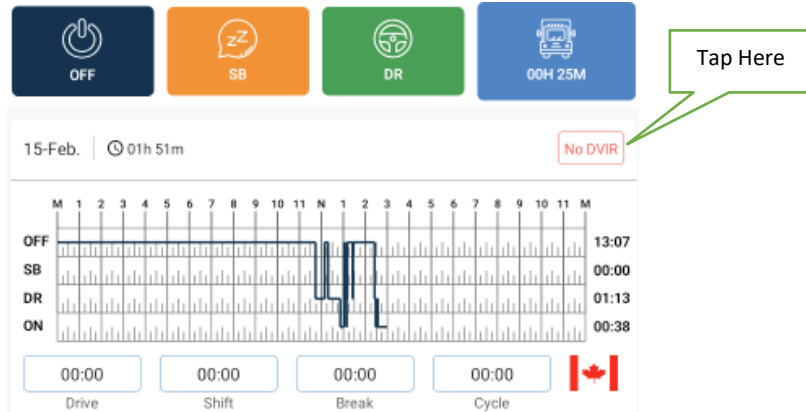 OFF
SB
DR
00H 25M
Tap Here
15-Feb.
01h 51m
No DVIR
M 1 2 3 4 5 6 7 8 9 10 11 N 1 2 3 4 5 6 7 8 9 10 11 M
OFF 13:07
SB 00:00
DR 01:13
ON 00:38
00:00 00:00 00:00 00:00
Drive Shift Break Cycle